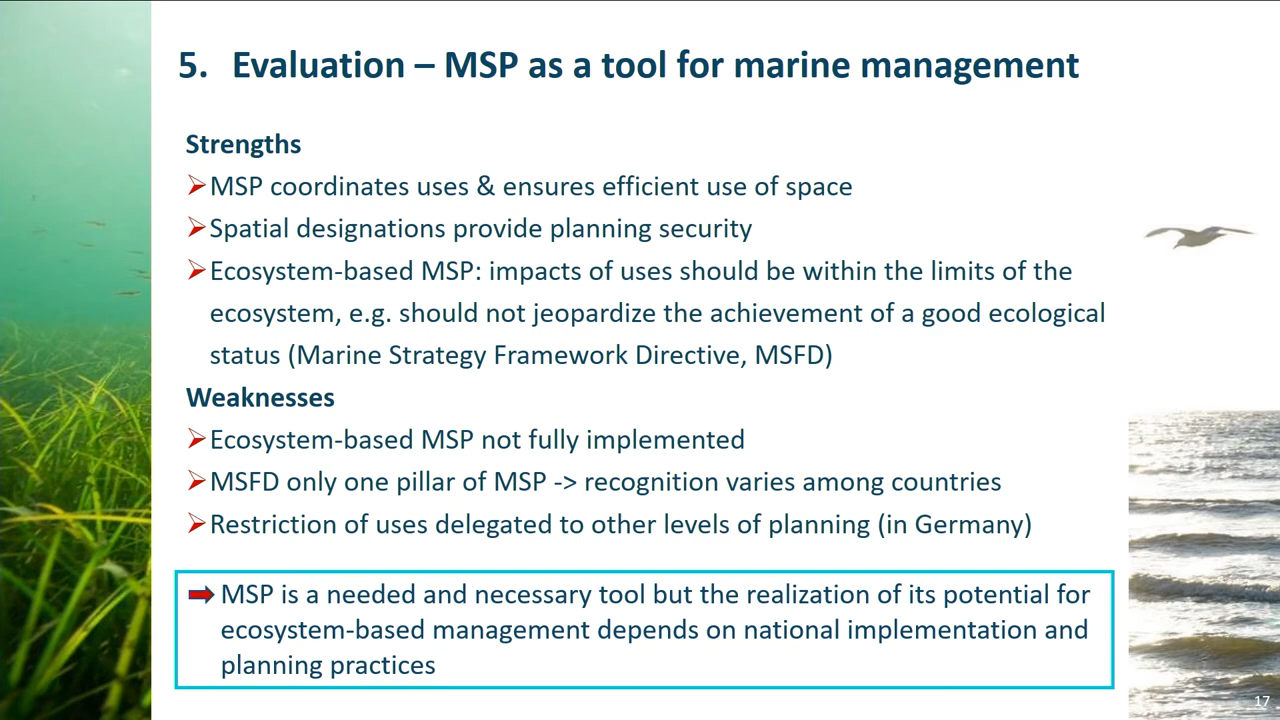 5. Evaluation – MSP as a tool for marine management
Strengths
MSP coordinates uses & ensures efficient use of space
Spatial designations provide planning security
Ecosystem-based MSP: impacts of uses should be within the limits of the
ecosystem, e.g. should not jeopardize the achievement of a good ecological
status (Marine Strategy Framework Directive, MSFD)
Weaknesses
Ecosystem-based MSP not fully implemented
MSFD only one pillar of MSP -> recognition varies among countries
Restriction of uses delegated to other levels of planning (in Germany)
MSP is a needed and necessary tool but the realization of its potential for
ecosystem-based management depends on national implementation and
planning practices
17